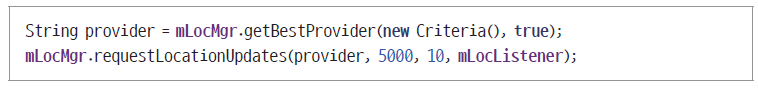 String provider = mLocMgr.getBestProvider(new Criteria(), true);
mLocMgr.requestLocationUpdates(provider, 5000, 10, mLocListener);